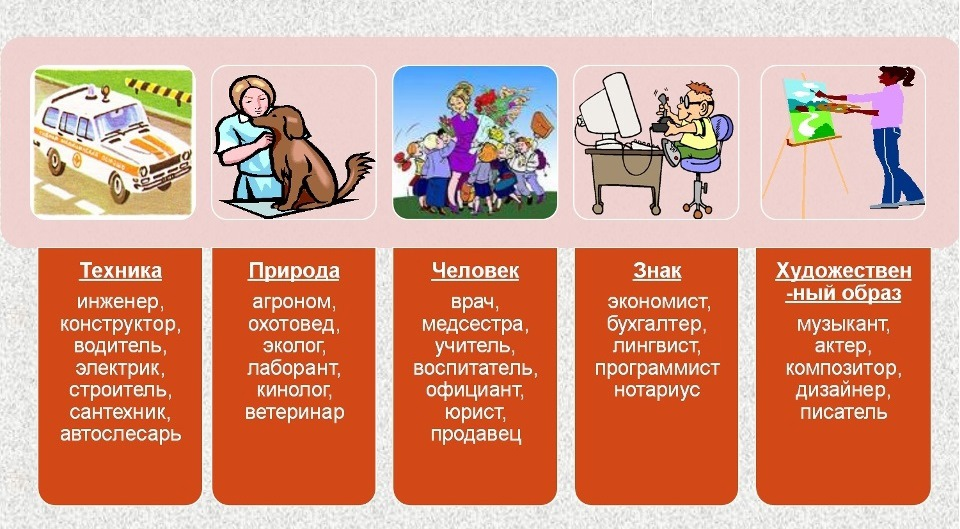 Техника
инженер,
конструктор,
водитель,
электрик,
строитель,
сантехник,
автослесарь
Природа
агроном,
охотовед,
эколог,
лаборант,
кинолог,
ветеринар
Человек
врач,
медсестра,
учитель,
воспитатель,
официант,
юрист,
продавец
Знак
экономист,
бухгалтер,
лингвист,
программист
нотариус
Художествен
-ный образ
музыкант,
актер,
композитор,
дизайнер,
писатель